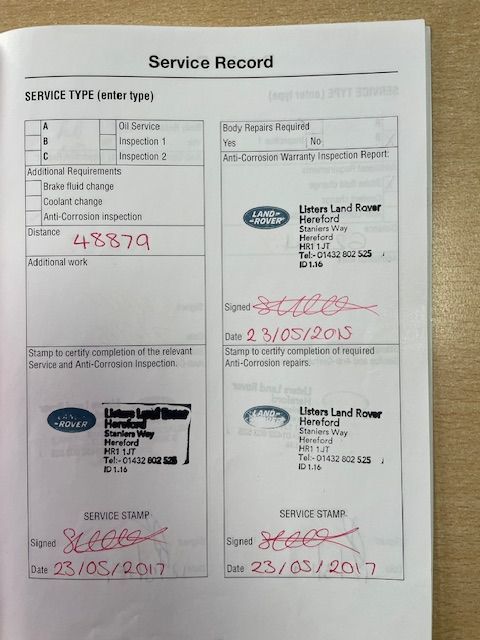 Service Record
SERVICE TYPE (enter type)
A
Oil Service
B
Inspection 1
C
Inspection 2
Additional Requirements
Brake fluid change
Coolant change
Anti-Corrosion inspection
Distance 48879
Additional work
Stamp to certify completion of the relevant
Service and Anti-Corrosion Inspection.
LAND
-ROVER
Listers Land Rover
Hereford
Staniers Way
Hereford
HR1 1JT
Tel:- 01432 802 525
ID 1.16
SERVICE STAMP
Signed
Date 23/05/2017
Body Repairs Required
Yes No
Anti-Corrosion Warranty Inspection Report:
LAND-
-ROVER
Listers Land Rover
Hereford
Staniers Way
Hereford
HR1 1JT
Tel:- 01432 802 525
ID 1.16
Signed
Date 23/05/2015
Stamp to certify completion of required
Anti-Corrosion repairs.
LAND-
Listers Land Rover
Hereford
Staniers Way
Hereford
HR1 1JT
Tel:- 01432 802 525
ID 1.16
SERVICE STAMP
Signed
Date 23/05/2017